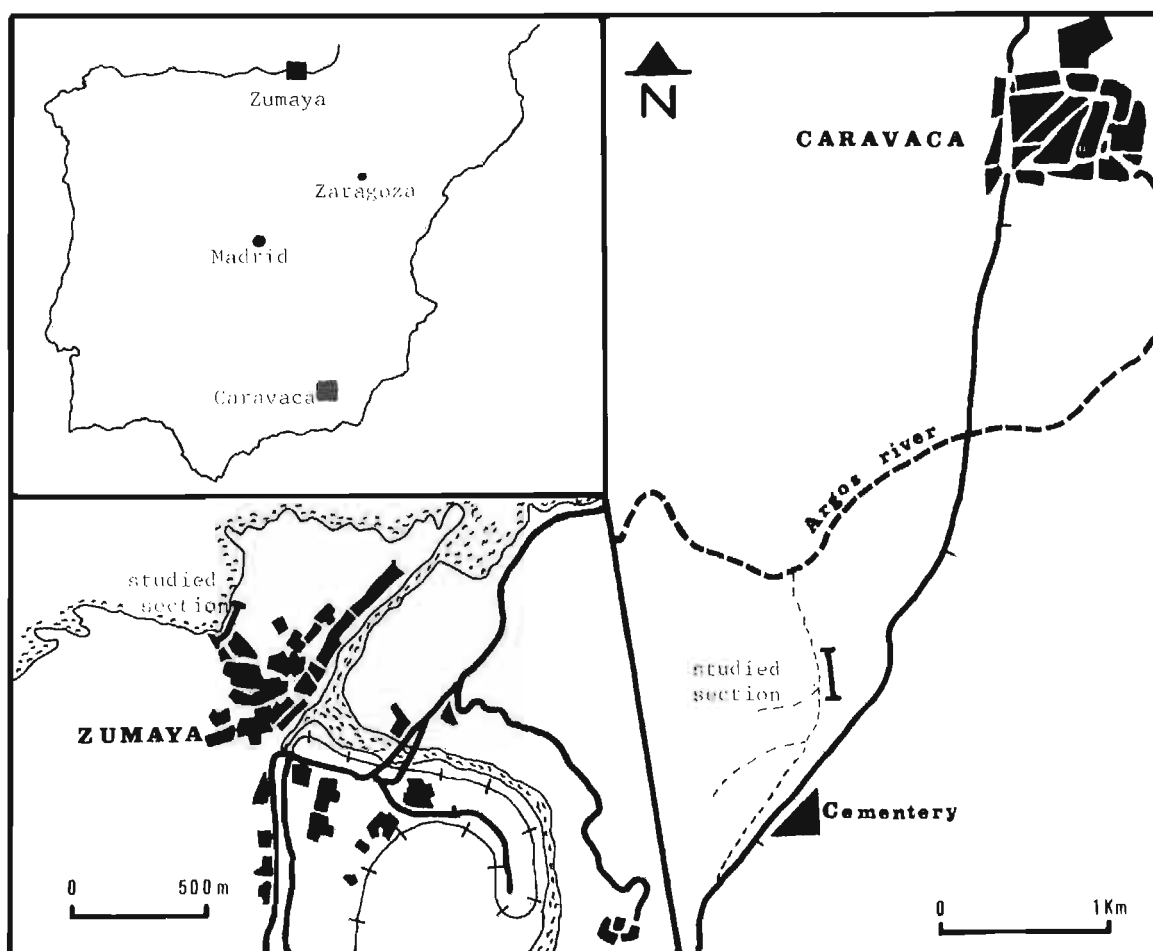 Zumaya
Zaragoza
Madrid
Caravaca
N
CARAVACA
Argos river
studied
section
Cementery
0 1Km
studied
section
ZUMAYA
0 500m